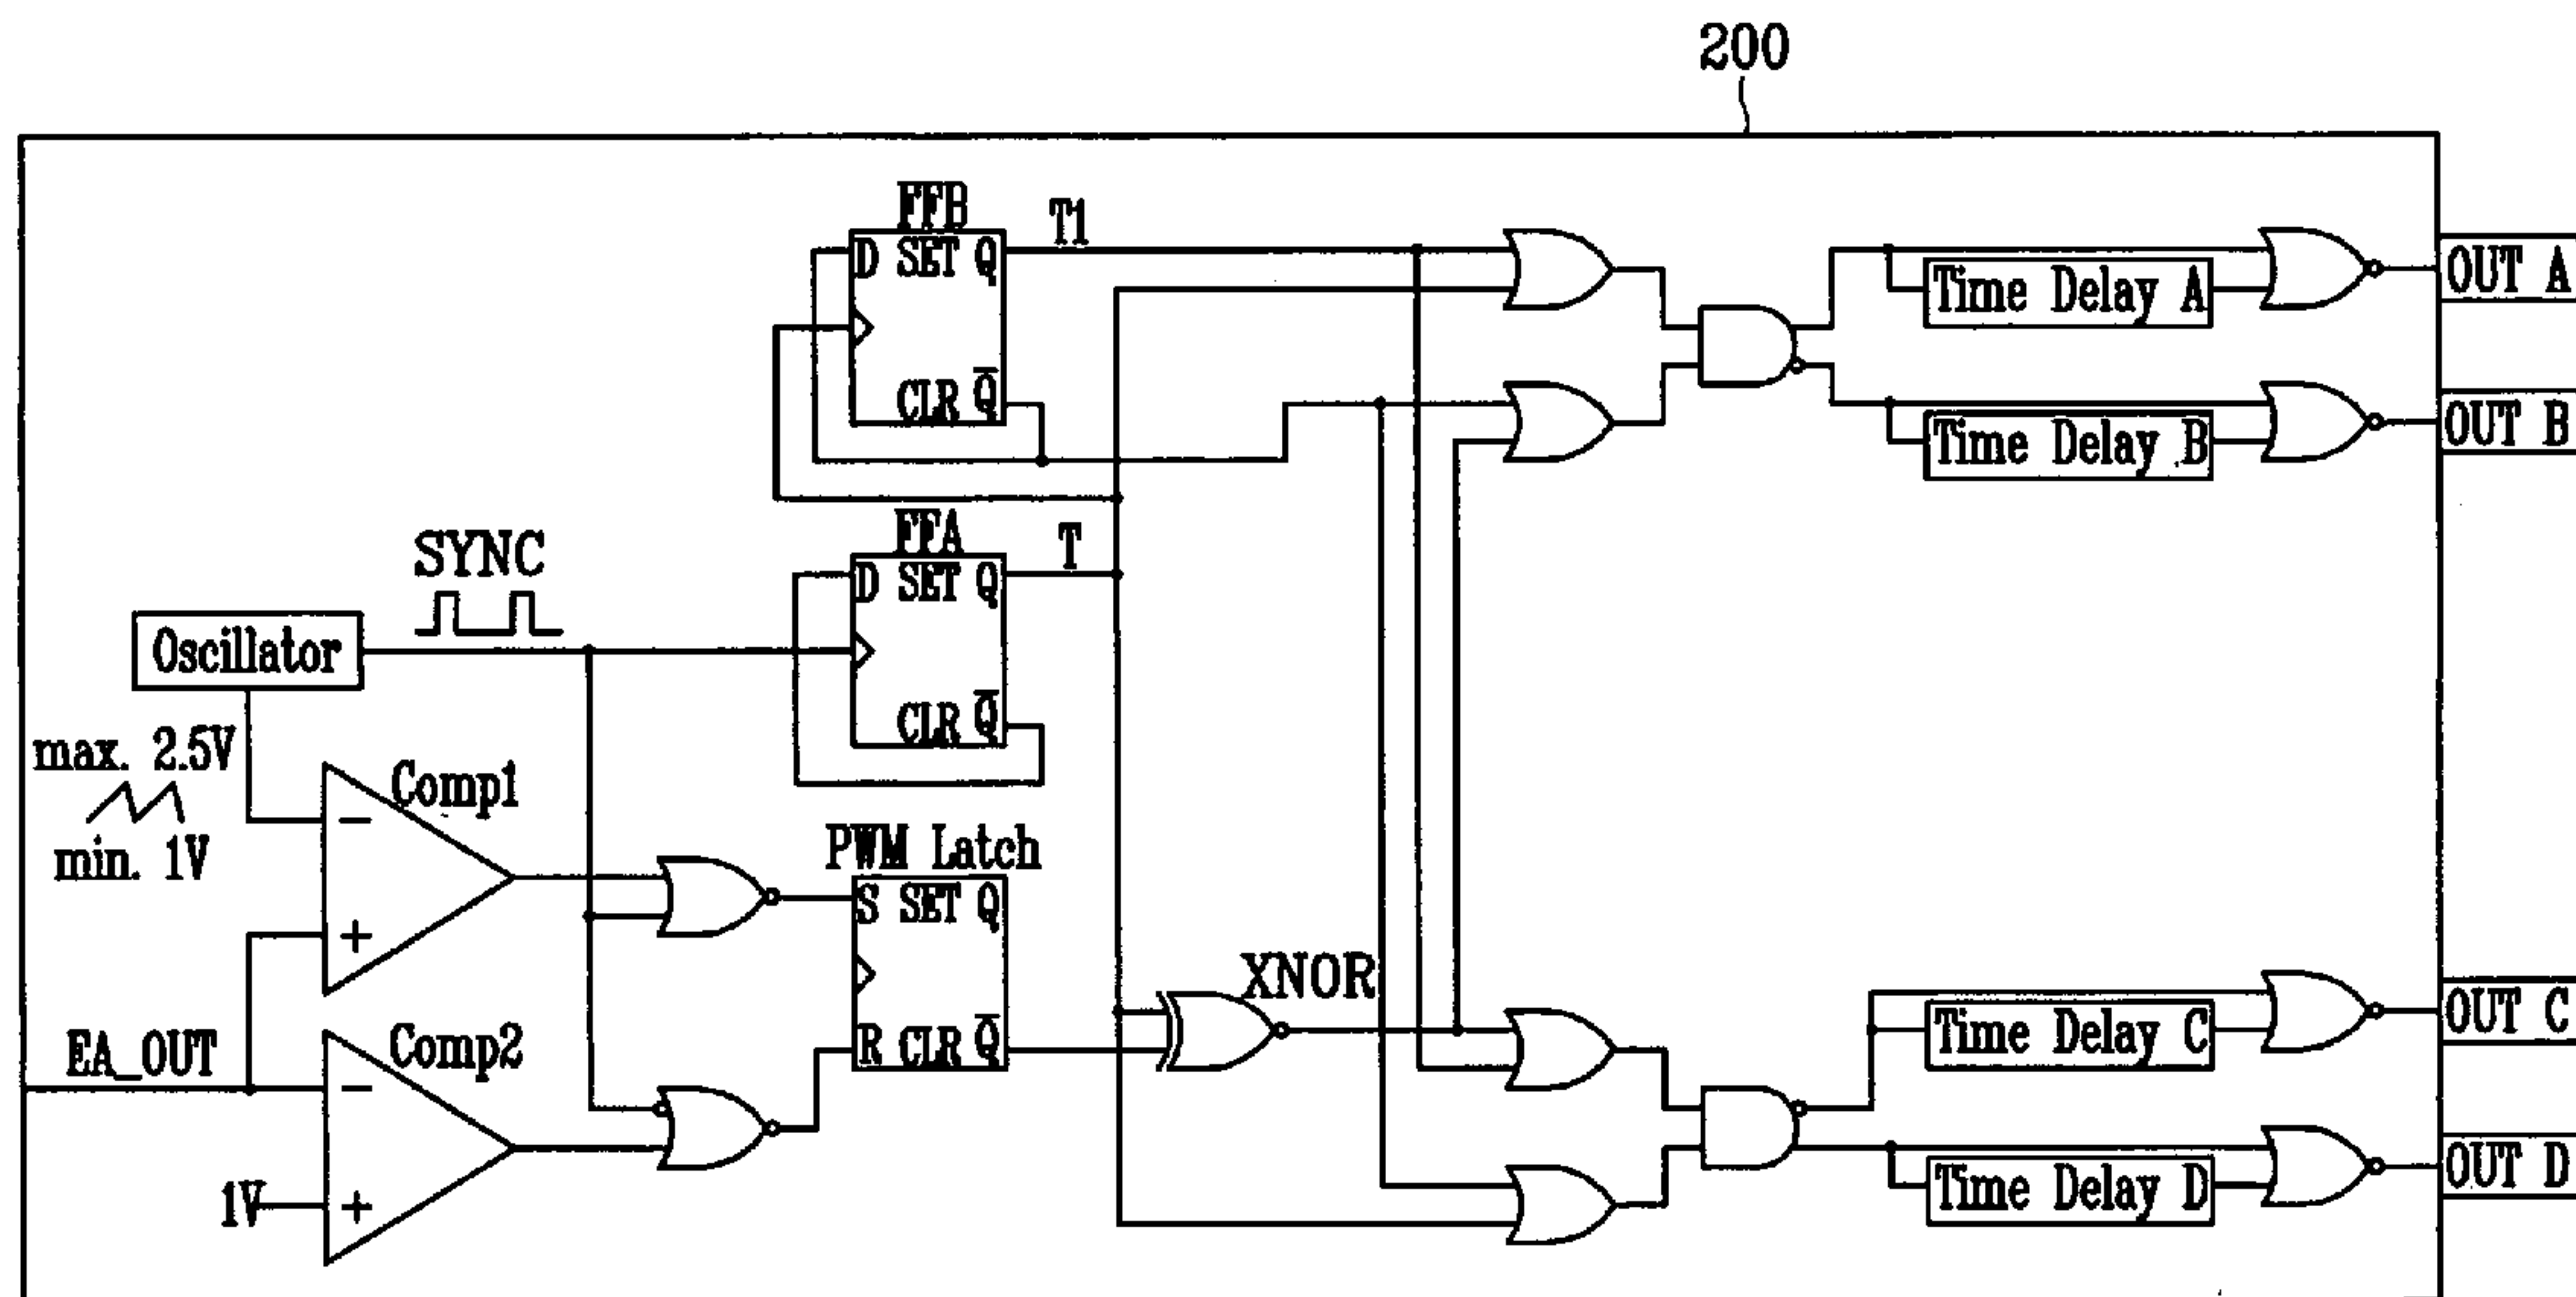 200
FFB
T1
D SET Q
CLR Q̅
OUT A
Time Delay A
OUT B
Time Delay B
SYNC
FFA
T
D SET Q
CLR Q̅
Oscillator
max. 2.5V
min. 1V
Comp1
−
+
PWM Latch
S SET Q
R CLR Q̅
XNOR
EA_OUT
Comp2
−
+
1V
OUT C
Time Delay C
OUT D
Time Delay D